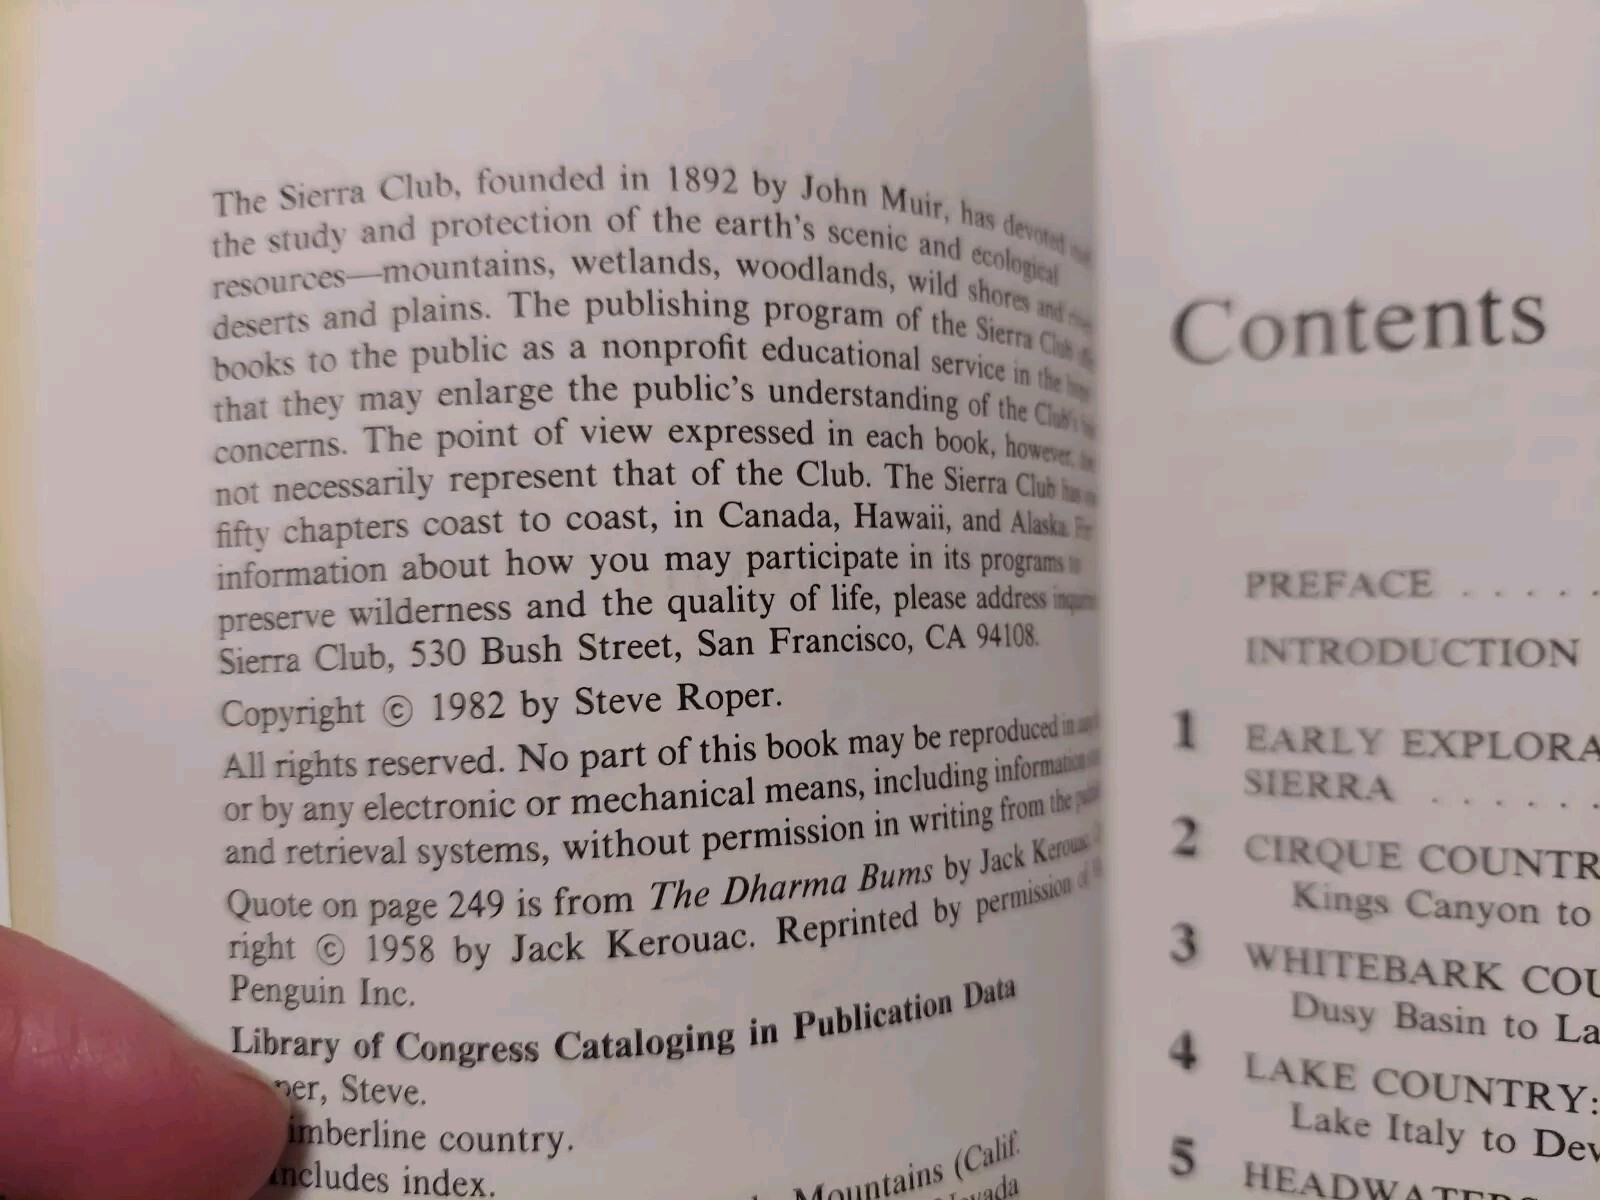 The Sierra Club, founded in 1892 by John Muir, has devoted
the study and protection of the earth's scenic and ecological
resources—mountains, wetlands, woodlands, wild shores and
deserts and plains. The publishing program of the Sierra Club
books to the public as a nonprofit educational service in the
that they may enlarge the public's understanding of the Club's
concerns. The point of view expressed in each book, however,
not necessarily represent that of the Club. The Sierra Club has
fifty chapters coast to coast, in Canada, Hawaii, and Alaska.
information about how you may participate in its programs
preserve wilderness and the quality of life, please address
Sierra Club, 530 Bush Street, San Francisco, CA 94108.
Copyright © 1982 by Steve Roper.
All rights reserved. No part of this book may be reproduced in
or by any electronic or mechanical means, including information
and retrieval systems, without permission in writing from the
Quote on page 249 is from The Dharma Bums by Jack Kerouac
right © 1958 by Jack Kerouac. Reprinted by permission of
Penguin Inc.
Library of Congress Cataloging in Publication Data
per, Steve.
imberline country.
Includes index.
Mountains (Calif.
Contents
PREFACE . . . . .
INTRODUCTION
1 EARLY EXPLORA
SIERRA . . . . . .
2 CIRQUE COUNTR
Kings Canyon to
3 WHITEBARK COU
Dusy Basin to La
4 LAKE COUNTRY:
Lake Italy to Dev
5 HEADWATERS